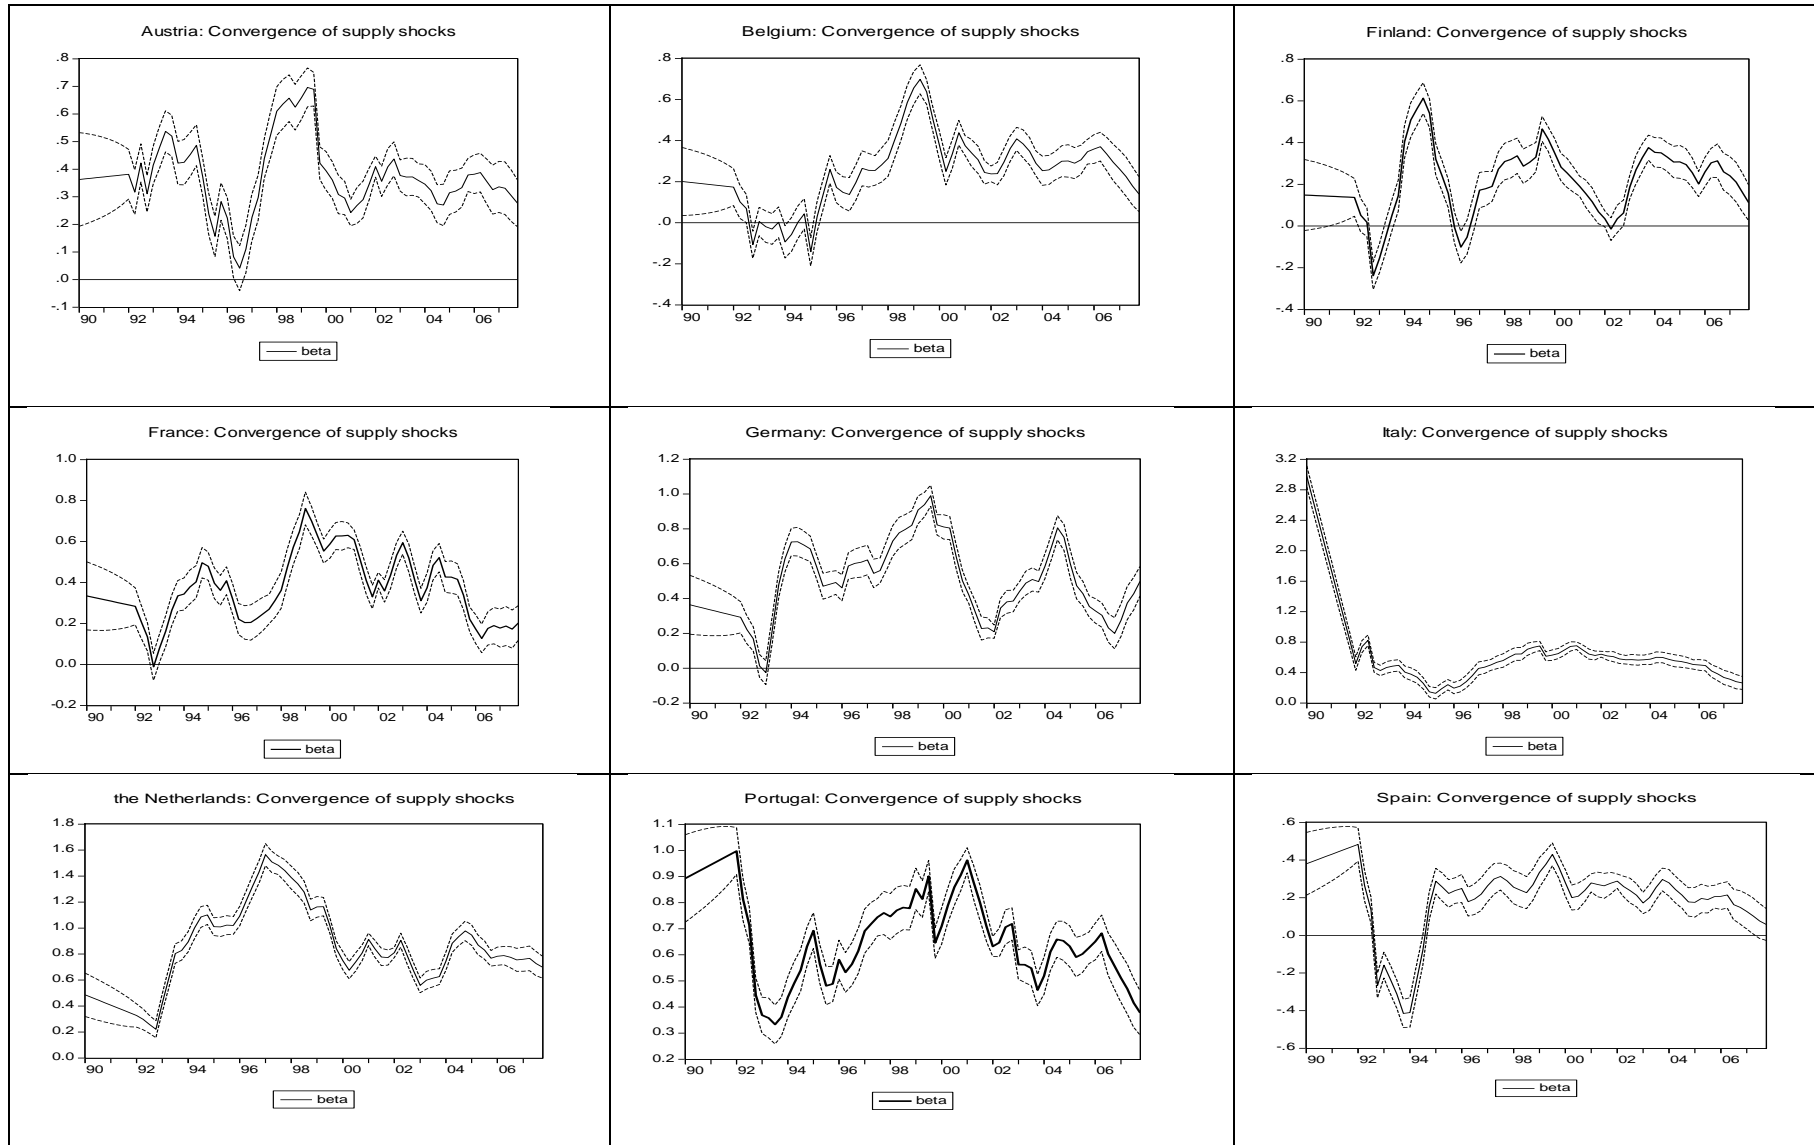 Austria: Convergence of supply shocks
.8
.7
.6
.5
.4
.3
.2
.1
.0
-.1
90 92 94 96 98 00 02 04 06
beta
Belgium: Convergence of supply shocks
.8
.6
.4
.2
.0
-.2
-.4
90 92 94 96 98 00 02 04 06
beta
Finland: Convergence of supply shocks
.8
.6
.4
.2
.0
-.2
-.4
90 92 94 96 98 00 02 04 06
beta
France: Convergence of supply shocks
1.0
0.8
0.6
0.4
0.2
0.0
-0.2
90 92 94 96 98 00 02 04 06
beta
Germany: Convergence of supply shocks
1.2
1.0
0.8
0.6
0.4
0.2
0.0
-0.2
90 92 94 96 98 00 02 04 06
beta
Italy: Convergence of supply shocks
3.2
2.8
2.4
2.0
1.6
1.2
0.8
0.4
0.0
90 92 94 96 98 00 02 04 06
beta
the Netherlands: Convergence of supply shocks
1.8
1.6
1.4
1.2
1.0
0.8
0.6
0.4
0.2
0.0
90 92 94 96 98 00 02 04 06
beta
Portugal: Convergence of supply shocks
1.1
1.0
0.9
0.8
0.7
0.6
0.5
0.4
0.3
0.2
90 92 94 96 98 00 02 04 06
beta
Spain: Convergence of supply shocks
.6
.4
.2
.0
-.2
-.4
-.6
90 92 94 96 98 00 02 04 06
beta